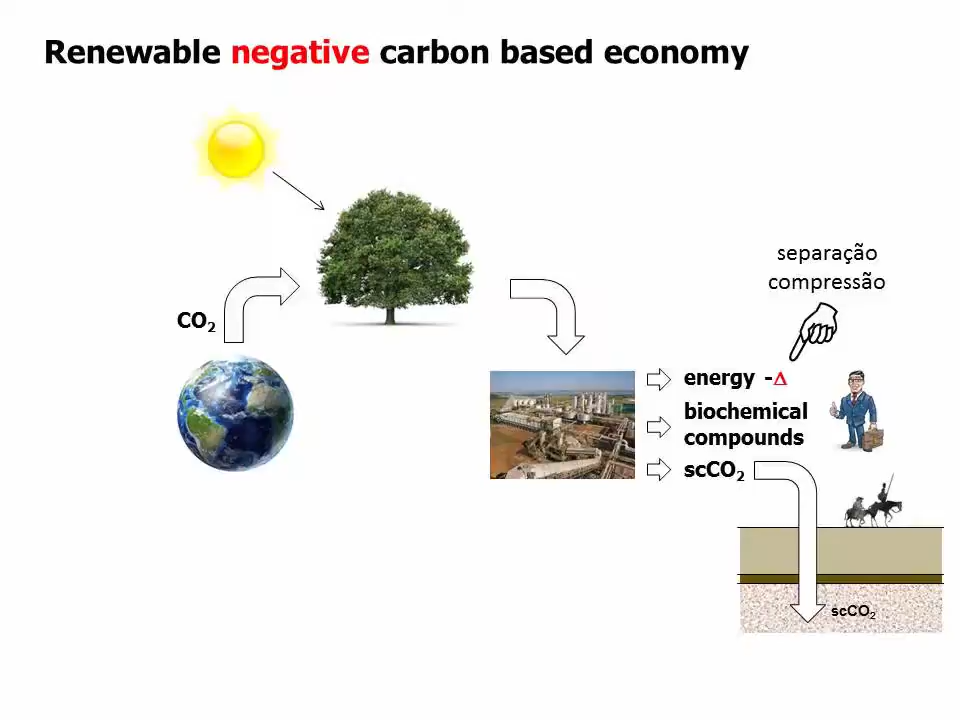 Renewable negative carbon based economy
separação
compressão
CO₂
energy -Δ
biochemical
compounds
scCO₂
scCO₂